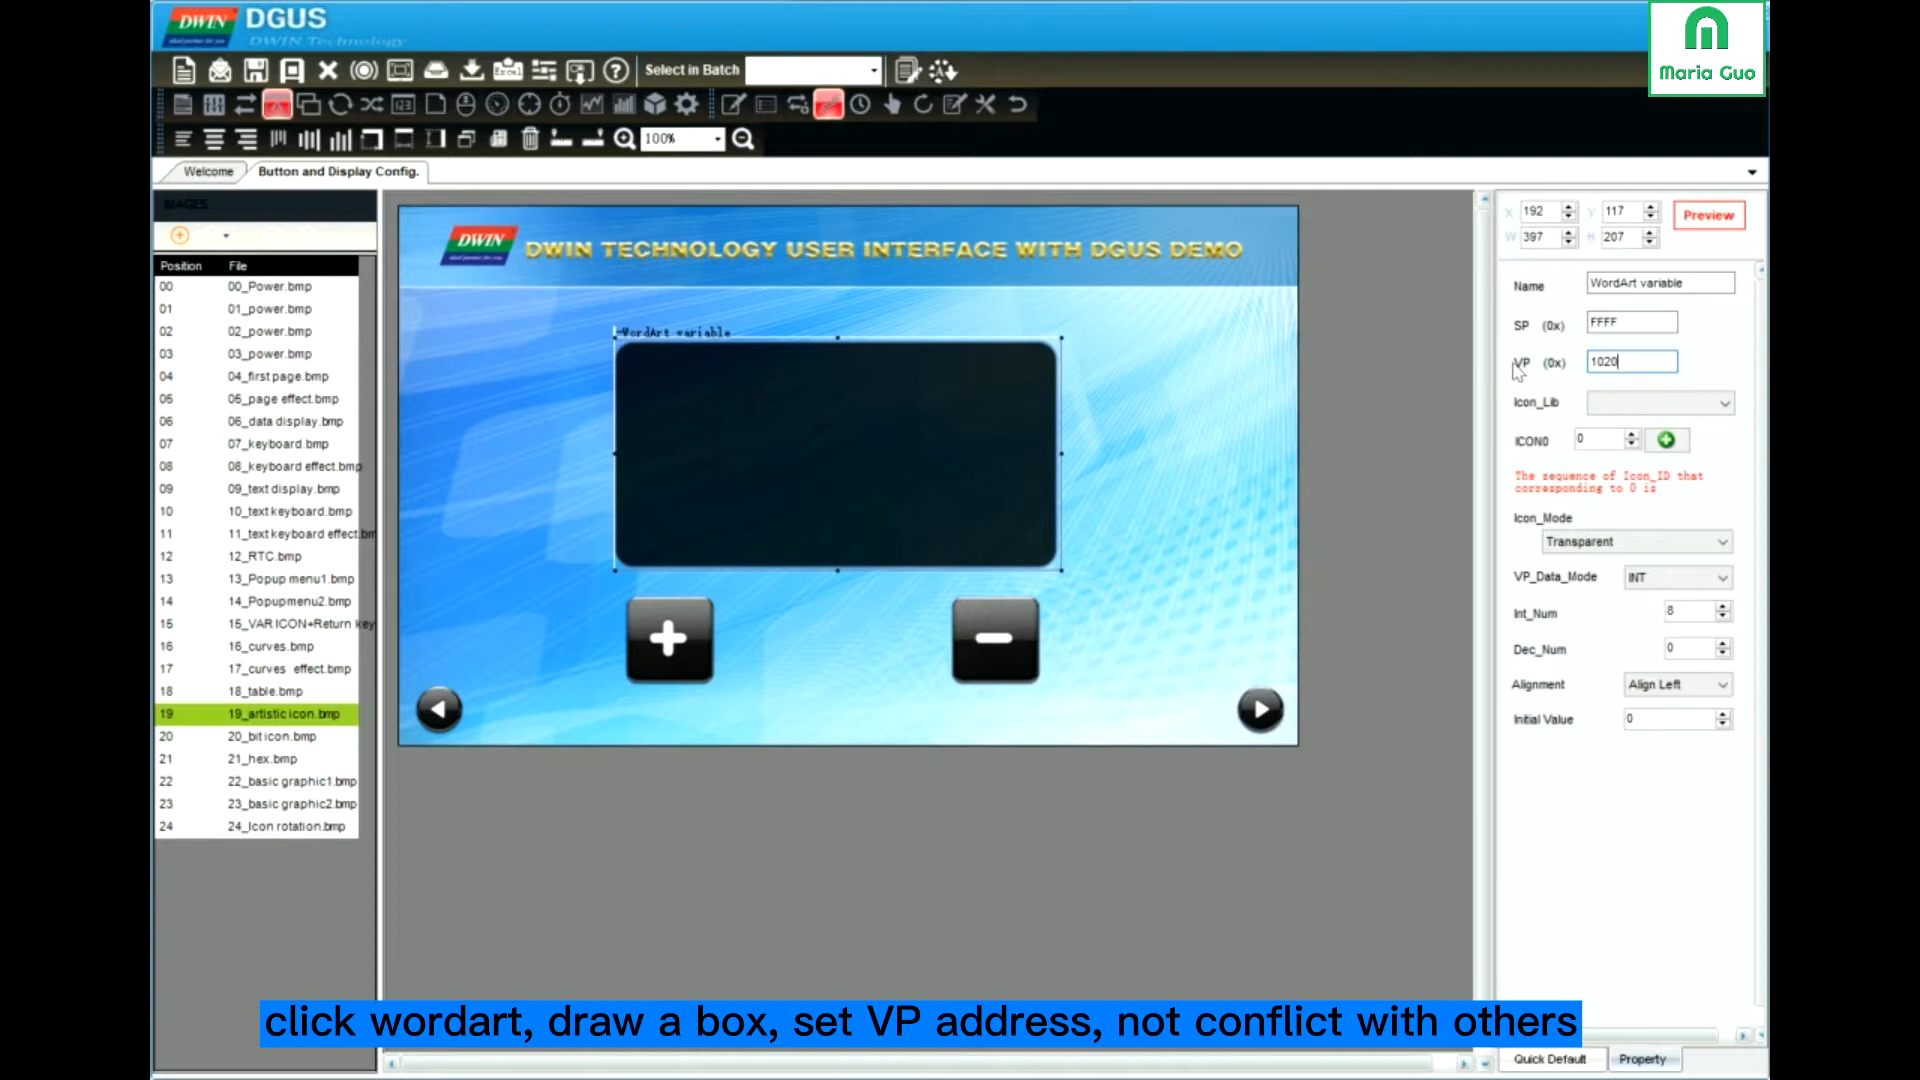 DWIN
DGUS
DWIN Technology
Maria Guo
Select in Batch
100%
Welcome
Button and Display Config.
IMAGES
Position File
00 00_Power.bmp
01 01_power.bmp
02 02_power.bmp
03 03_power.bmp
04 04_first page.bmp
05 05_page effect.bmp
06 06_data display.bmp
07 07_keyboard.bmp
08 08_keyboard effect.bmp
09 09_text display.bmp
10 10_text keyboard.bmp
11 11_text keyboard effect.bm
12 12_RTC.bmp
13 13_Popup menu1.bmp
14 14_Popup menu2.bmp
15 15_VAR ICON+Return key
16 16_curves.bmp
17 17_curves effect.bmp
18 18_table.bmp
19 19_artistic icon.bmp
20 20_bit icon.bmp
21 21_hex.bmp
22 22_basic graphic1.bmp
23 23_basic graphic2.bmp
24 24_Icon rotation.bmp
DWIN
DWIN TECHNOLOGY USER INTERFACE WITH DGUS DEMO
WordArt variable
X 192 Y 117
Preview
W 397 H 207
Name WordArt variable
SP (0x) FFFF
VP (0x) 1020
Icon_Lib
ICON0 0
The sequence of Icon_ID that
corresponding to 0 is
Icon_Mode
Transparent
VP_Data_Mode INT
Int_Num 8
Dec_Num 0
Alignment Align Left
Initial Value 0
click wordart, draw a box, set VP address, not conflict with others
Quick Default Property